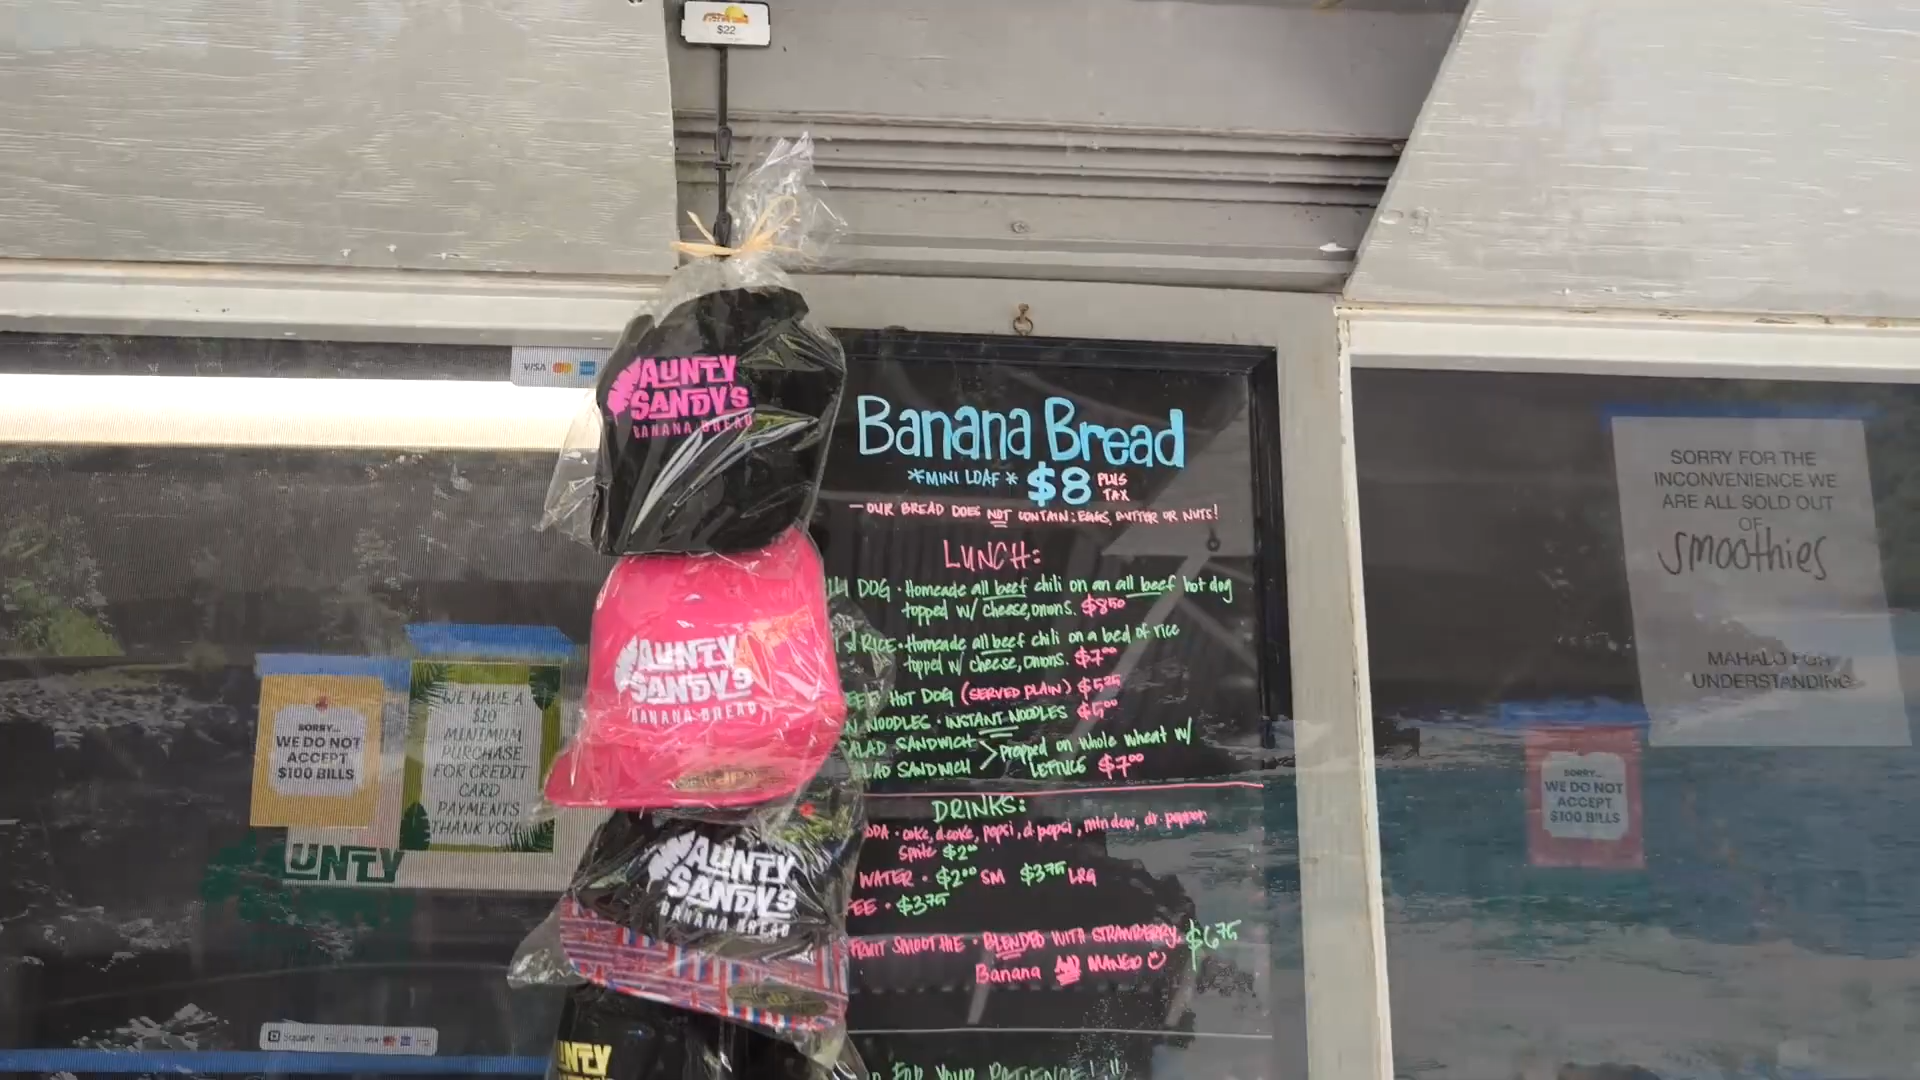 $22
VISA
AUNTY
SANDY'S
BANANA BREAD
AUNTY
SANDY'S
BANANA BREAD
AUNTY
SANDY'S
BANANA BREAD
UNTY
Banana Bread
*MINI LOAF* $8 PLUS TAX
- OUR BREAD DOES NOT CONTAIN: EGGS, BUTTER OR NUTS!
LUNCH:
DOG • Homeade all beef chili on an all beef hot dog
topped w/ cheese, onions. $8.50
RICE • Homeade all beef chili on a bed of rice
topped w/ cheese, onions. $7.00
HOT DOG (SERVED PLAIN) $5.25
NOODLES • INSTANT NOODLES $5.00
ALAD SANDWICH > prepped on whole wheat w/
LAD SANDWICH LETTUCE $7.00
DRINKS:
ODA • coke, d.coke, pepsi, d.pepsi, mtn dew, dr. pepper,
sprite $2.00
WATER • $2.00 SM $3.75 LRG
EE • $3.75
FRUIT SMOOTHIE • BLENDED WITH STRAWBERRY, $6.75
Banana AND MANGO
FOR YOUR PATIENCE! !!
SORRY...
WE DO NOT
ACCEPT
$100 BILLS
WE HAVE A
$10
MINIMUM
PURCHASE
FOR CREDIT
CARD
PAYMENTS
THANK YOU
UNTY
Square
SORRY FOR THE
INCONVENIENCE WE
ARE ALL SOLD OUT
OF
smoothies
MAHALO FOR
UNDERSTANDING
SORRY...
WE DO NOT
ACCEPT
$100 BILLS